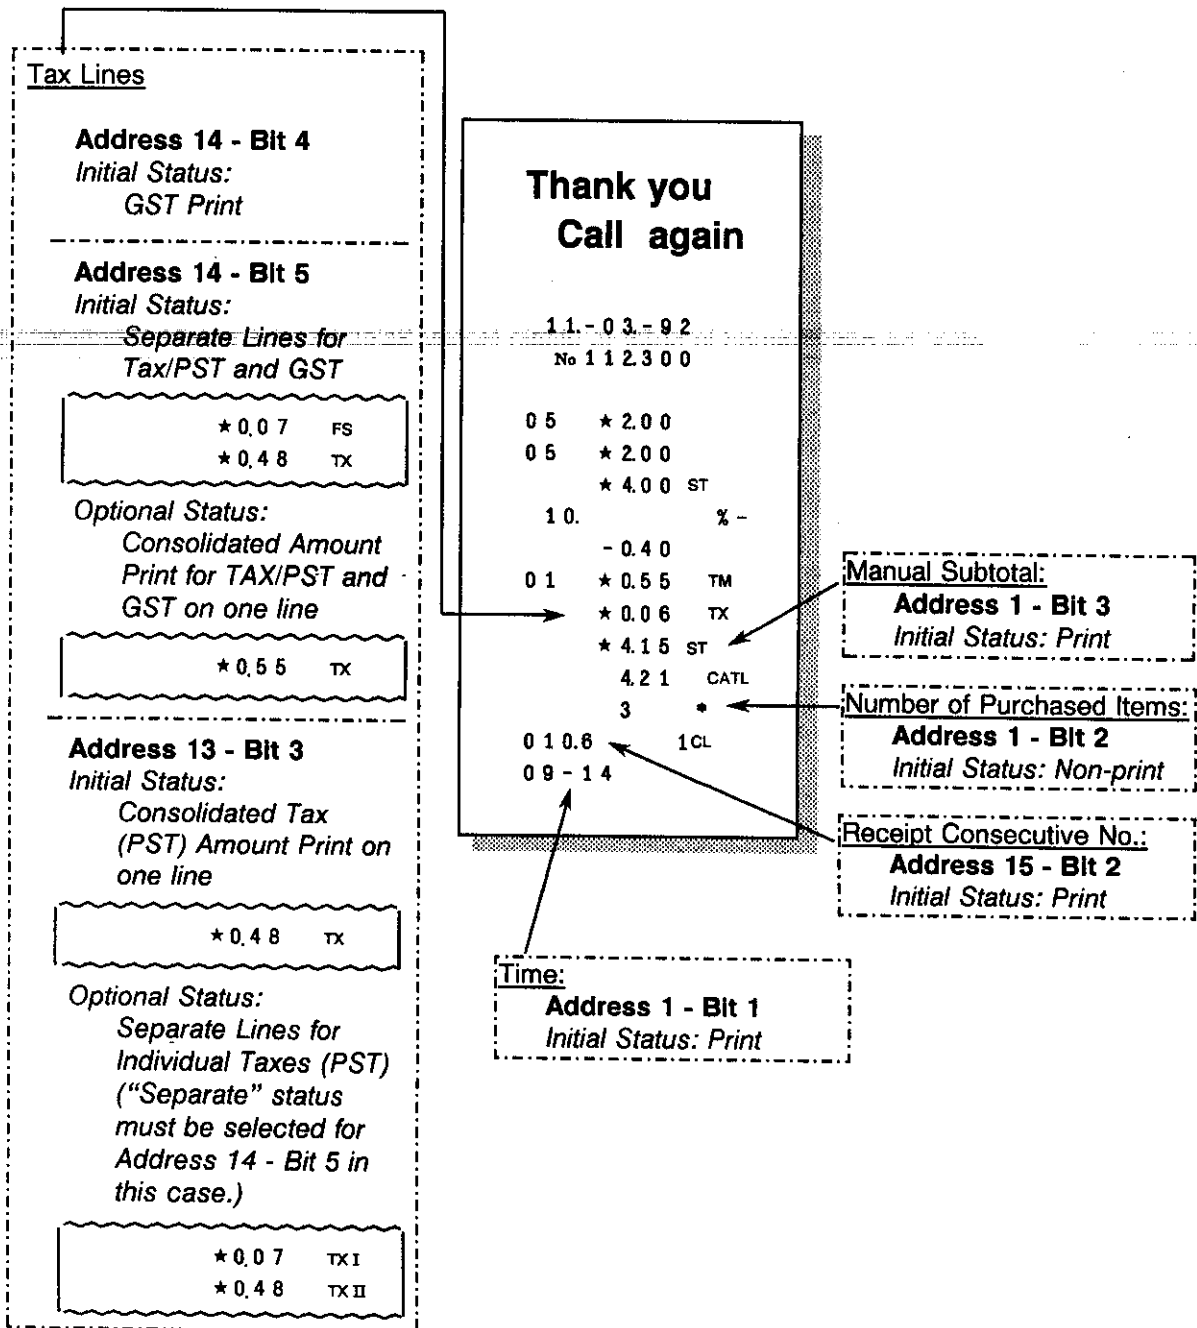 Tax Lines
Address 14 - Bit 4
Initial Status:
GST Print
Address 14 - Bit 5
Initial Status:
Separate Lines for
Tax/PST and GST
★0.07 FS
★0.48 TX
Optional Status:
Consolidated Amount
Print for TAX/PST and
GST on one line
★0.55 TX
Address 13 - Bit 3
Initial Status:
Consolidated Tax
(PST) Amount Print on
one line
★0.48 TX
Optional Status:
Separate Lines for
Individual Taxes (PST)
("Separate" status
must be selected for
Address 14 - Bit 5 in
this case.)
★0.07 TX I
★0.48 TX II
Thank you
Call again
11.-03.-92
No 112.300
05 ★2.00
05 ★2.00
★4.00 ST
10. %-
-0.40
01 ★0.55 TM
★0.06 TX
★4.15 ST
4.21 CATL
3 *
010.6 1CL
09-14
Manual Subtotal:
Address 1 - Bit 3
Initial Status: Print
Number of Purchased Items:
Address 1 - Bit 2
Initial Status: Non-print
Receipt Consecutive No.:
Address 15 - Bit 2
Initial Status: Print
Time:
Address 1 - Bit 1
Initial Status: Print